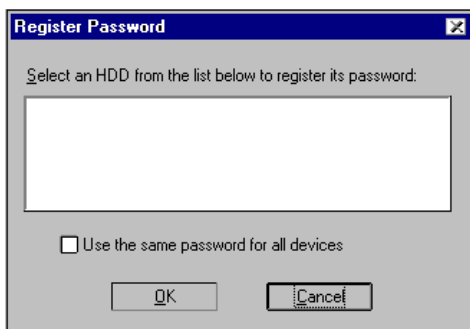 Register Password
Select an HDD from the list below to register its password:
Use the same password for all devices
OK
Cancel